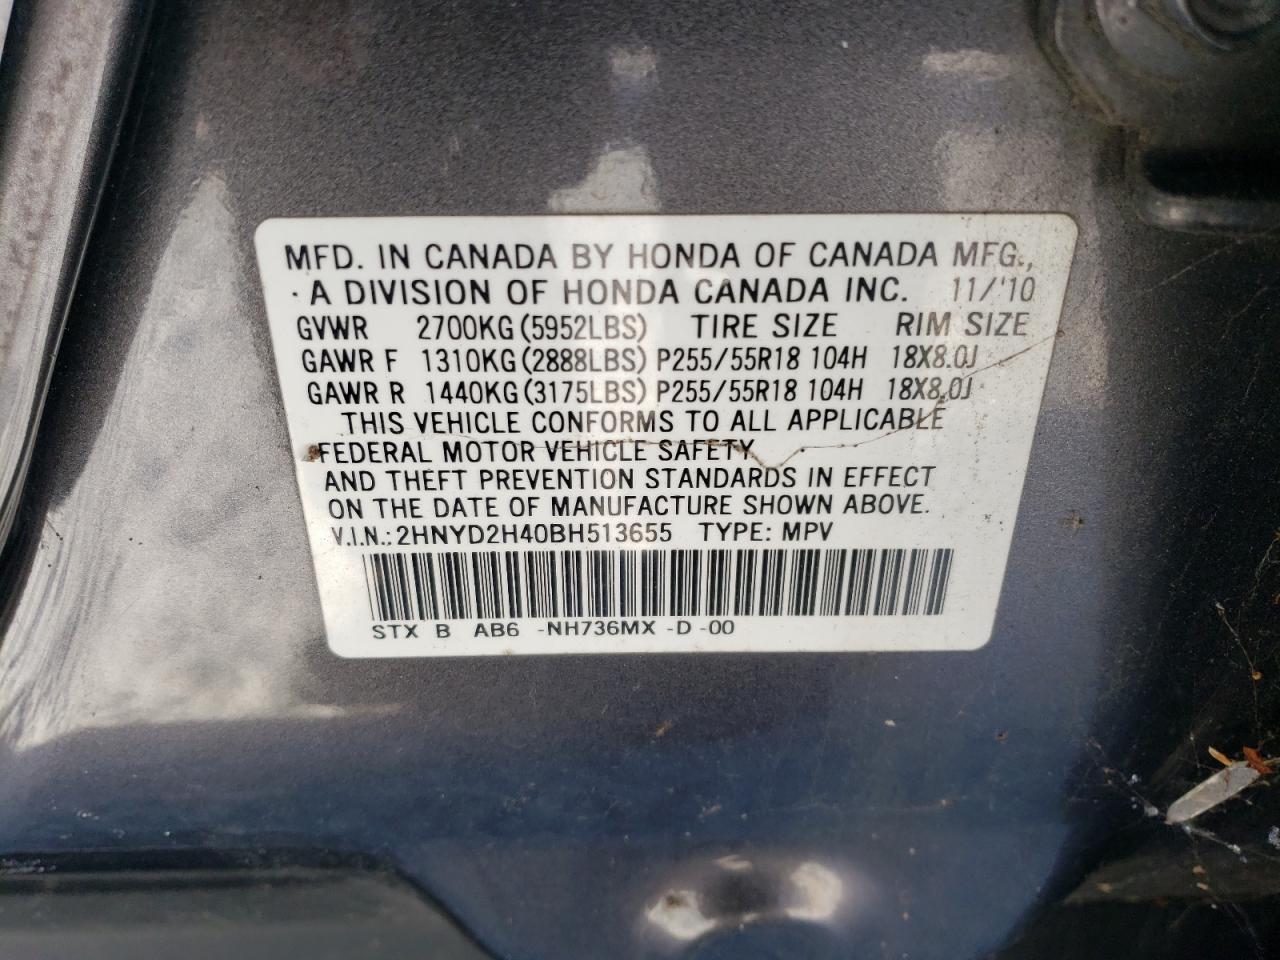 MFD. IN CANADA BY HONDA OF CANADA MFG.,
A DIVISION OF HONDA CANADA INC. 11/'10
GVWR 2700KG(5952LBS) TIRE SIZE RIM SIZE
GAWR F 1310KG(2888LBS) P255/55R18 104H 18X8.0J
GAWR R 1440KG(3175LBS) P255/55R18 104H 18X8.0J
THIS VEHICLE CONFORMS TO ALL APPLICABLE
FEDERAL MOTOR VEHICLE SAFETY
AND THEFT PREVENTION STANDARDS IN EFFECT
ON THE DATE OF MANUFACTURE SHOWN ABOVE.
V.I.N.: 2HNYD2H40BH513655 TYPE: MPV
STX B AB6 -NH736MX -D -00